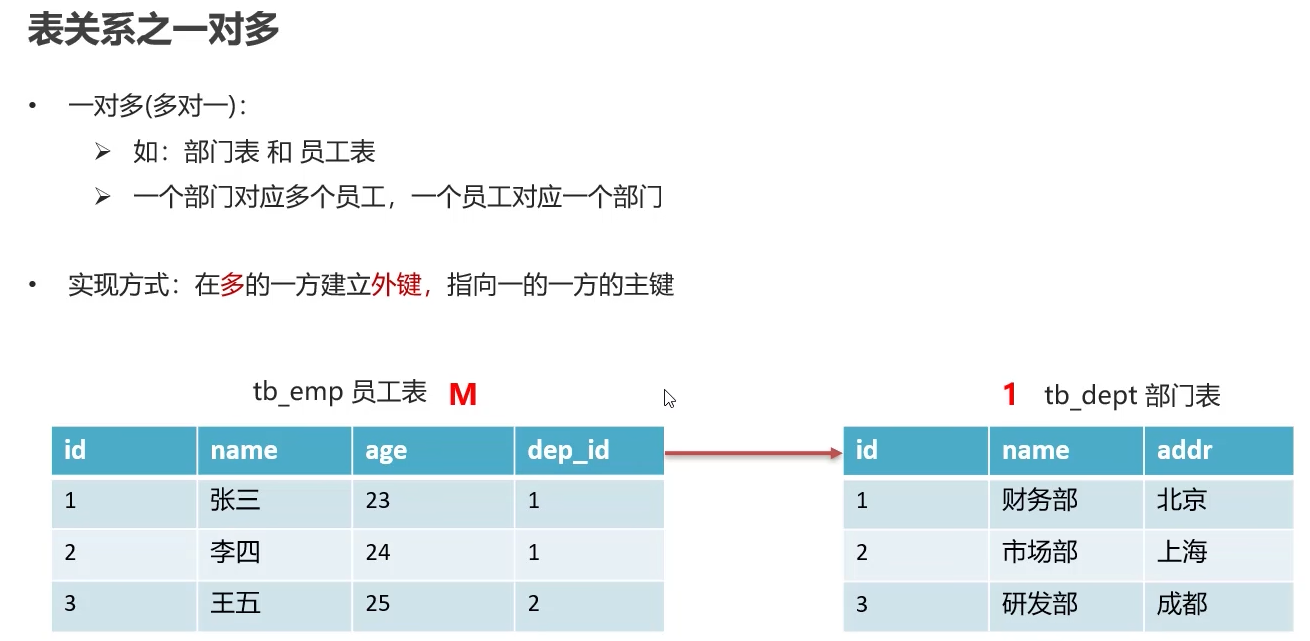 表关系之一对多
• 一对多(多对一)：
➢ 如：部门表 和 员工表
➢ 一个部门对应多个员工，一个员工对应一个部门
• 实现方式：在多的一方建立外键，指向一的一方的主键
tb_emp 员工表 M
id name age dep_id
1 张三 23 1
2 李四 24 1
3 王五 25 2
1 tb_dept 部门表
id name addr
1 财务部 北京
2 市场部 上海
3 研发部 成都